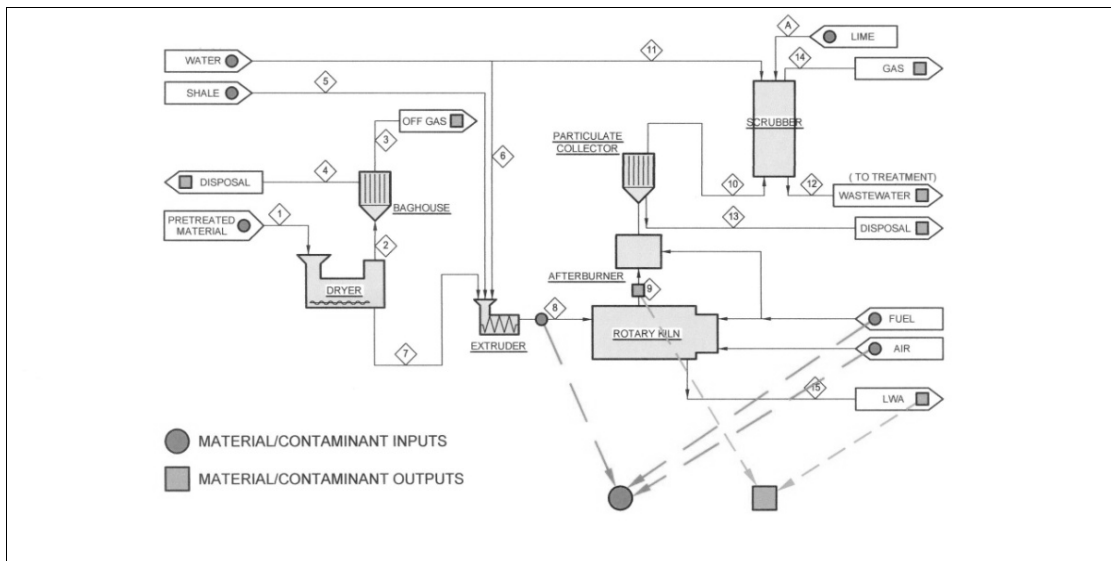 A
LIME
11
14
WATER
GAS
5
SHALE
3
OFF GAS
SCRUBBER
PARTICULATE
COLLECTOR
6
4
DISPOSAL
( TO TREATMENT)
10
12
WASTEWATER
BAGHOUSE
1
PRETREATED
MATERIAL
13
DISPOSAL
2
AFTERBURNER
DRYER
9
8
FUEL
7
ROTARY KILN
EXTRUDER
AIR
15
LWA
MATERIAL/CONTAMINANT INPUTS
MATERIAL/CONTAMINANT OUTPUTS